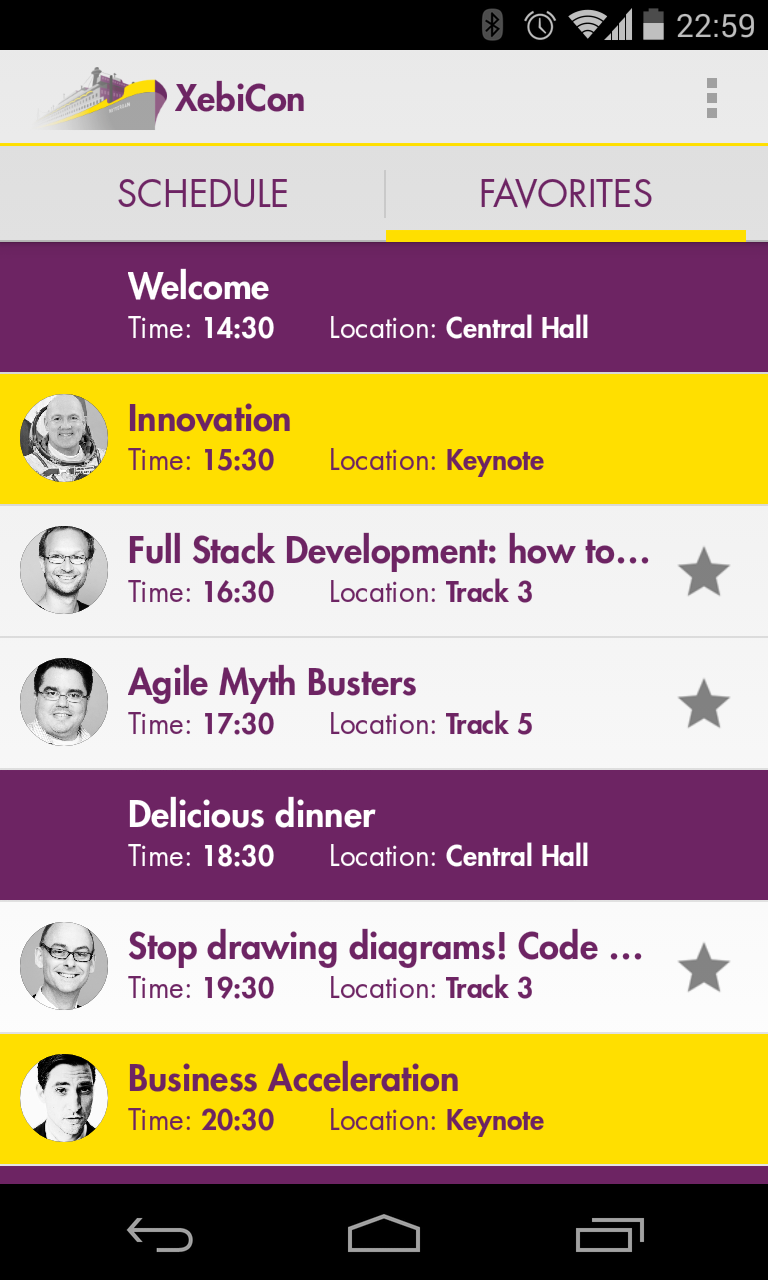 22:59
XebiCon
SCHEDULE FAVORITES
Welcome
Time: 14:30 Location: Central Hall
Innovation
Time: 15:30 Location: Keynote
Full Stack Development: how to...
Time: 16:30 Location: Track 3
Agile Myth Busters
Time: 17:30 Location: Track 5
Delicious dinner
Time: 18:30 Location: Central Hall
Stop drawing diagrams! Code ...
Time: 19:30 Location: Track 3
Business Acceleration
Time: 20:30 Location: Keynote